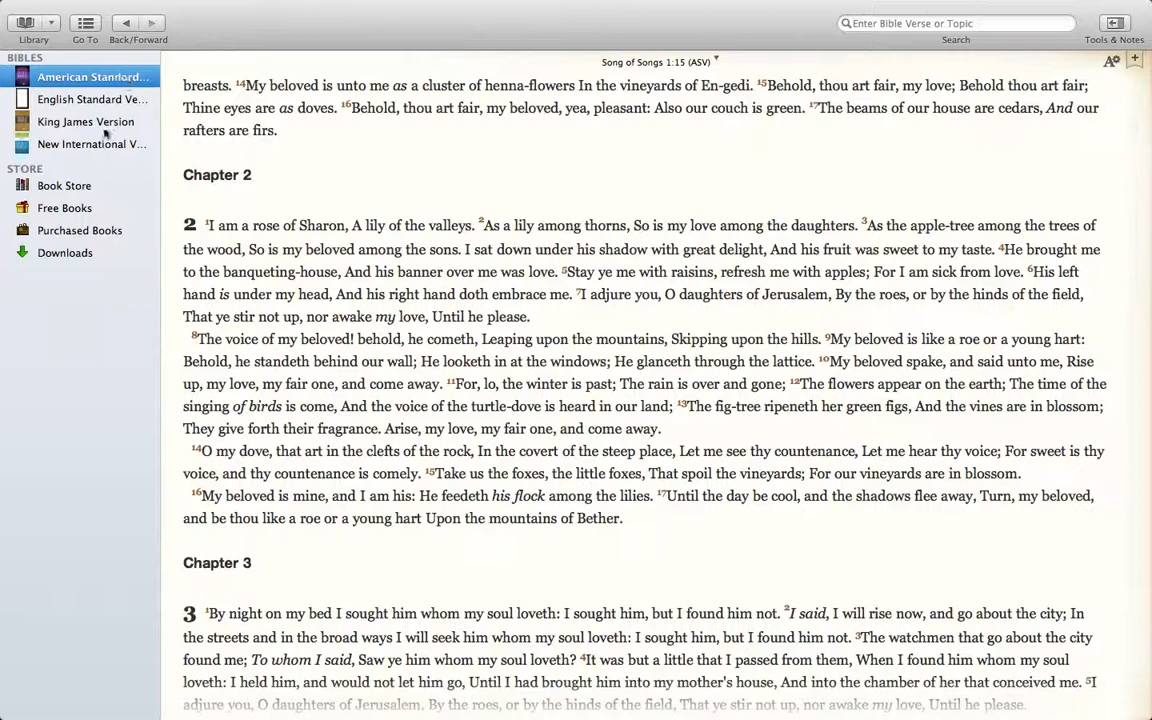 Library
Go To
Back/Forward
Enter Bible Verse or Topic
Search
Tools & Notes
BIBLES
American Standard...
English Standard Ve...
King James Version
New International V...
STORE
Book Store
Free Books
Purchased Books
Downloads
Song of Songs 1:15 (ASV)
breasts. 14My beloved is unto me as a cluster of henna-flowers In the vineyards of En-gedi. 15Behold, thou art fair, my love; Behold thou art fair;
Thine eyes are as doves. 16Behold, thou art fair, my beloved, yea, pleasant: Also our couch is green. 17The beams of our house are cedars, And our
rafters are firs.
Chapter 2
2 1I am a rose of Sharon, A lily of the valleys. 2As a lily among thorns, So is my love among the daughters. 3As the apple-tree among the trees of
the wood, So is my beloved among the sons. I sat down under his shadow with great delight, And his fruit was sweet to my taste. 4He brought me
to the banqueting-house, And his banner over me was love. 5Stay ye me with raisins, refresh me with apples; For I am sick from love. 6His left
hand is under my head, And his right hand doth embrace me. 7I adjure you, O daughters of Jerusalem, By the roes, or by the hinds of the field,
That ye stir not up, nor awake my love, Until he please.
8The voice of my beloved! behold, he cometh, Leaping upon the mountains, Skipping upon the hills. 9My beloved is like a roe or a young hart:
Behold, he standeth behind our wall; He looketh in at the windows; He glanceth through the lattice. 10My beloved spake, and said unto me, Rise
up, my love, my fair one, and come away. 11For, lo, the winter is past; The rain is over and gone; 12The flowers appear on the earth; The time of the
singing of birds is come, And the voice of the turtle-dove is heard in our land; 13The fig-tree ripeneth her green figs, And the vines are in blossom;
They give forth their fragrance. Arise, my love, my fair one, and come away.
14O my dove, that art in the clefts of the rock, In the covert of the steep place, Let me see thy countenance, Let me hear thy voice; For sweet is thy
voice, and thy countenance is comely. 15Take us the foxes, the little foxes, That spoil the vineyards; For our vineyards are in blossom.
16My beloved is mine, and I am his: He feedeth his flock among the lilies. 17Until the day be cool, and the shadows flee away, Turn, my beloved,
and be thou like a roe or a young hart Upon the mountains of Bether.
Chapter 3
3 1By night on my bed I sought him whom my soul loveth: I sought him, but I found him not. 2I said, I will rise now, and go about the city; In
the streets and in the broad ways I will seek him whom my soul loveth: I sought him, but I found him not. 3The watchmen that go about the city
found me; To whom I said, Saw ye him whom my soul loveth? 4It was but a little that I passed from them, When I found him whom my soul
loveth: I held him, and would not let him go, Until I had brought him into my mother's house, And into the chamber of her that conceived me. 5I
adjure you, O daughters of Jerusalem, By the roes, or by the hinds of the field, That ye stir not up, nor awake my love, Until he please.